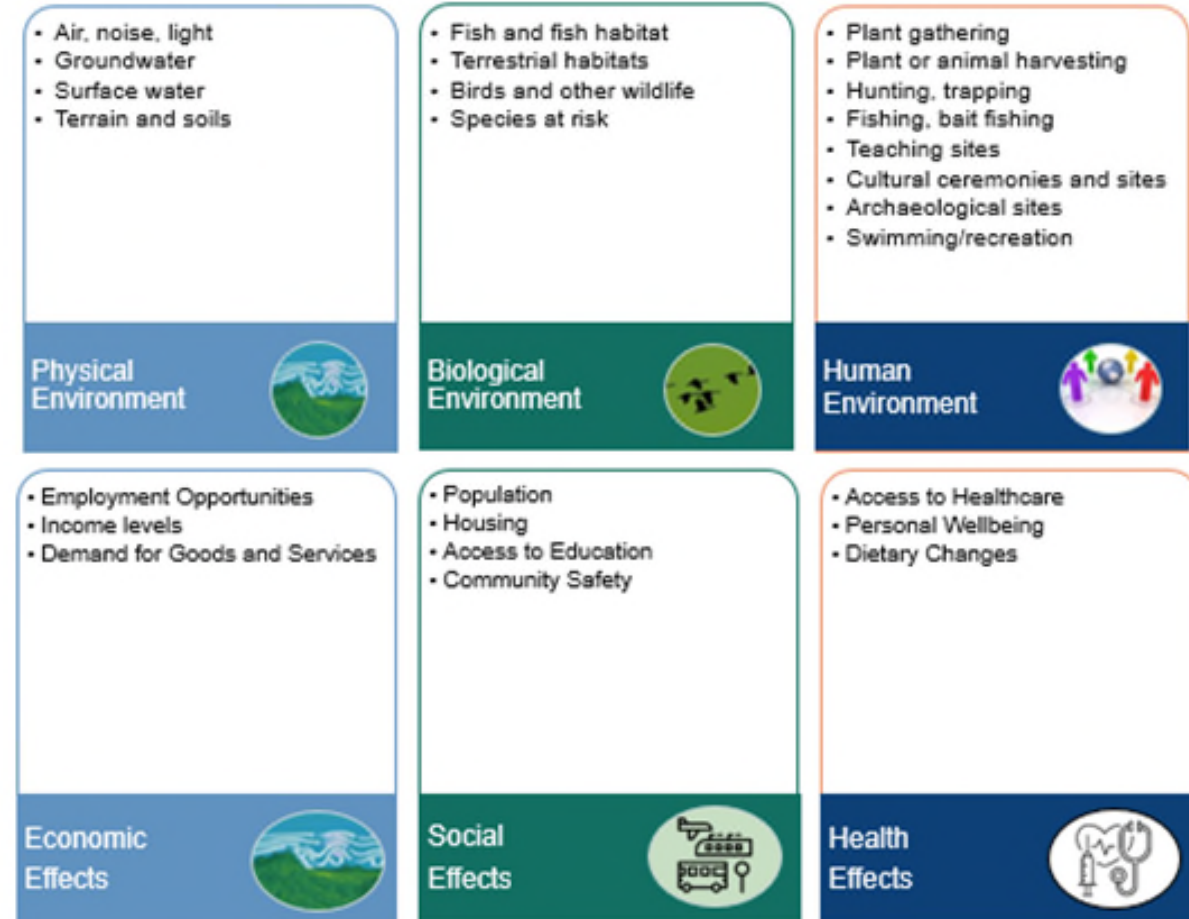 • Air, noise, light
• Groundwater
• Surface water
• Terrain and soils
Physical
Environment
• Fish and fish habitat
• Terrestrial habitats
• Birds and other wildlife
• Species at risk
Biological
Environment
• Plant gathering
• Plant or animal harvesting
• Hunting, trapping
• Fishing, bait fishing
• Teaching sites
• Cultural ceremonies and sites
• Archaeological sites
• Swimming/recreation
Human
Environment
• Employment Opportunities
• Income levels
• Demand for Goods and Services
Economic
Effects
• Population
• Housing
• Access to Education
• Community Safety
Social
Effects
• Access to Healthcare
• Personal Wellbeing
• Dietary Changes
Health
Effects